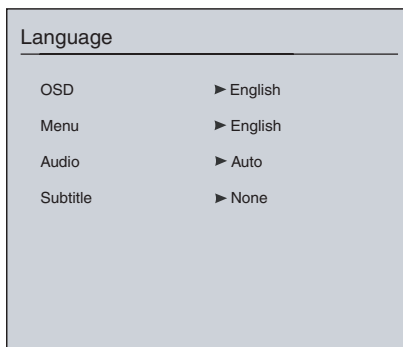 Language
OSD ► English
Menu ► English
Audio ► Auto
Subtitle ► None